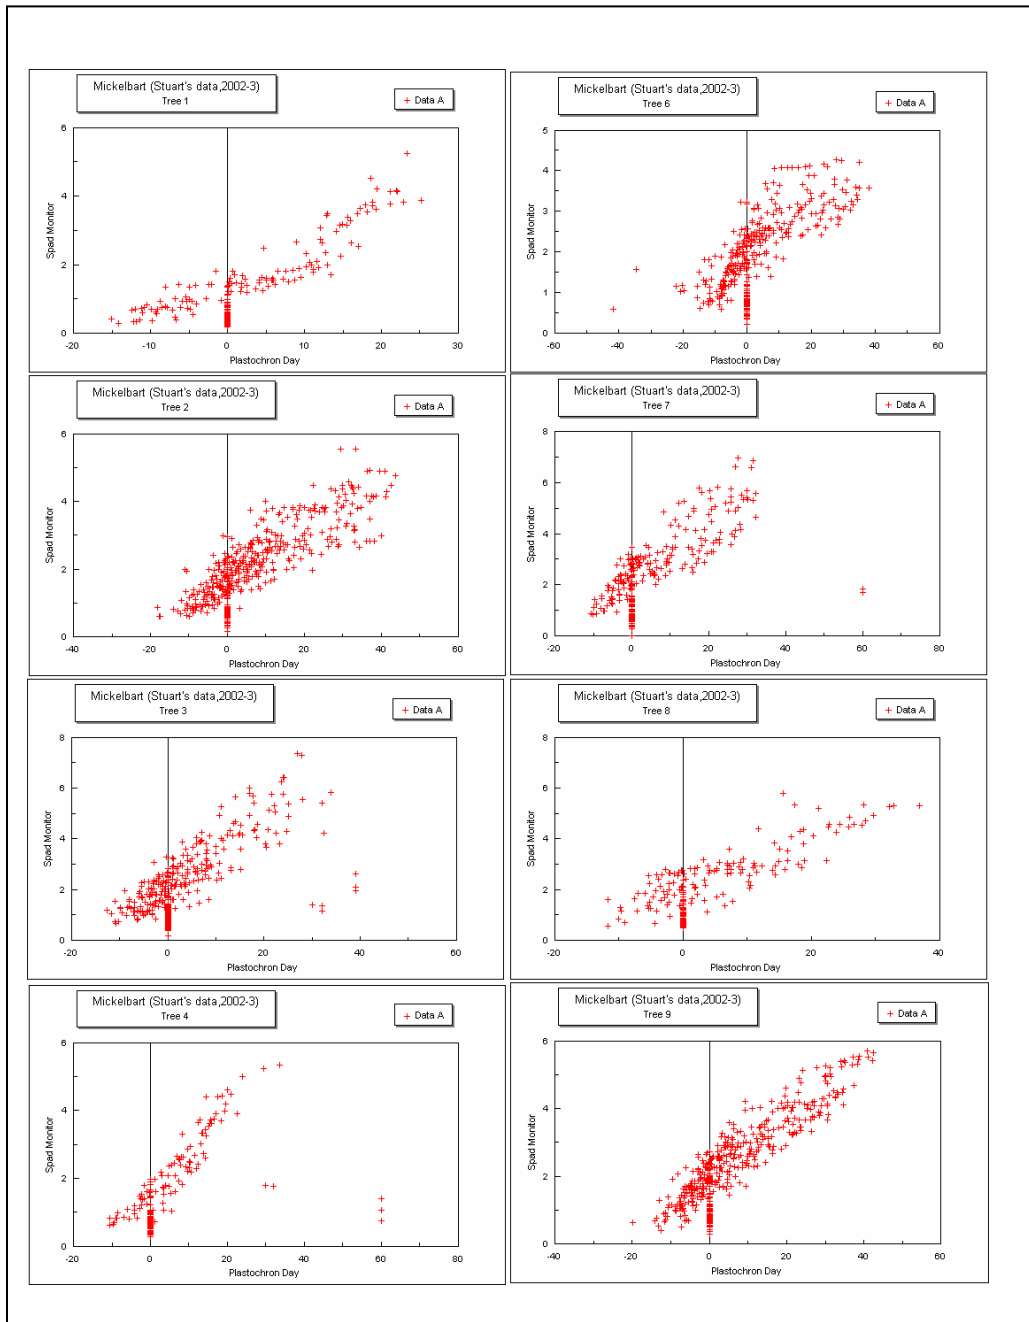 Mickelbart (Stuart's data,2002-3)
Tree 1
+ Data A
6
4
2
0
Spad Monitor
-20 -10 0 10 20 30
Plastochron Day
Mickelbart (Stuart's data,2002-3)
Tree 6
+ Data A
5
4
3
2
1
0
Spad Monitor
-60 -40 -20 0 20 40 60
Plastochron Day
Mickelbart (Stuart's data,2002-3)
Tree 2
+ Data A
6
4
2
0
Spad Monitor
-40 -20 0 20 40 60
Plastochron Day
Mickelbart (Stuart's data,2002-3)
Tree 7
+ Data A
8
6
4
2
0
Spad Monitor
-20 0 20 40 60 80
Plastochron Day
Mickelbart (Stuart's data,2002-3)
Tree 3
+ Data A
8
6
4
2
0
Spad Monitor
-20 0 20 40 60
Plastochron Day
Mickelbart (Stuart's data,2002-3)
Tree 8
+ Data A
8
6
4
2
0
Spad Monitor
-20 0 20 40
Plastochron Day
Mickelbart (Stuart's data,2002-3)
Tree 4
+ Data A
6
4
2
0
Spad Monitor
-20 0 20 40 60 80
Plastochron Day
Mickelbart (Stuart's data,2002-3)
Tree 9
+ Data A
6
4
2
0
Spad Monitor
-40 -20 0 20 40 60
Plastochron Day